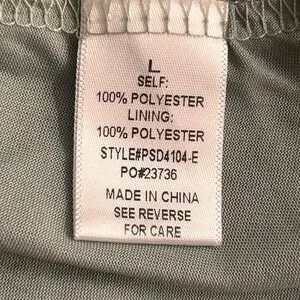 L
SELF:
100% POLYESTER
LINING:
100% POLYESTER
STYLE#PSD4104-E
PO#23736
MADE IN CHINA
SEE REVERSE
FOR CARE